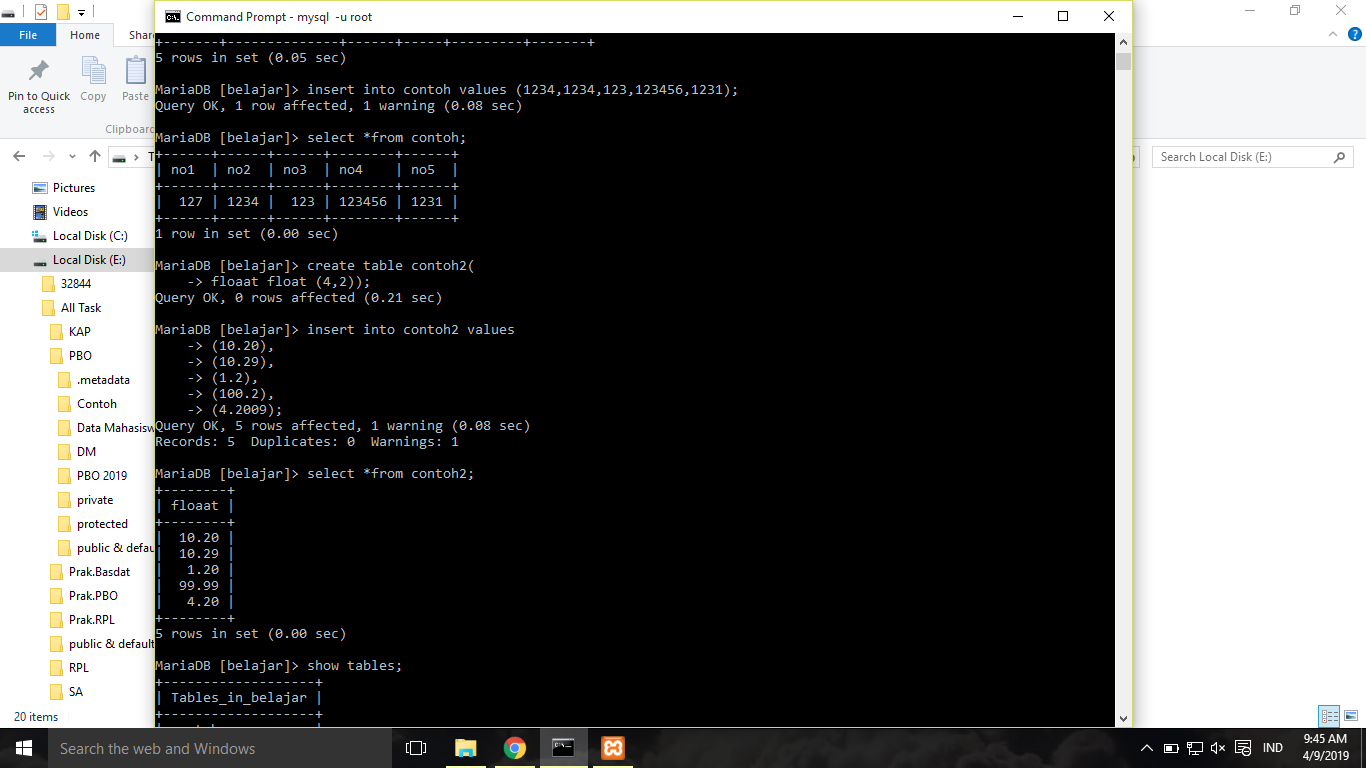 Command Prompt - mysql  -u root
File
Home
Shar
Pin to Quick access
Copy
Paste
Clipboard
+-------+--------------+------+-----+---------+-------+
5 rows in set (0.05 sec)
MariaDB [belajar]> insert into contoh values (1234,1234,123,123456,1231);
Query OK, 1 row affected, 1 warning (0.08 sec)
MariaDB [belajar]> select *from contoh;
+------+------+------+--------+------+
| no1  | no2  | no3  | no4    | no5  |
+------+------+------+--------+------+
|  127 | 1234 |  123 | 123456 | 1231 |
+------+------+------+--------+------+
1 row in set (0.00 sec)
MariaDB [belajar]> create table contoh2(
    -> floaat float (4,2));
Query OK, 0 rows affected (0.21 sec)
MariaDB [belajar]> insert into contoh2 values
    -> (10.20),
    -> (10.29),
    -> (1.2),
    -> (100.2),
    -> (4.2009);
Query OK, 5 rows affected, 1 warning (0.08 sec)
Records: 5  Duplicates: 0  Warnings: 1
MariaDB [belajar]> select *from contoh2;
+--------+
| floaat |
+--------+
|  10.20 |
|  10.29 |
|   1.20 |
|  99.99 |
|   4.20 |
+--------+
5 rows in set (0.00 sec)
MariaDB [belajar]> show tables;
+-------------------+
| Tables_in_belajar |
+-------------------+
Search Local Disk (E:)
Pictures
Videos
Local Disk (C:)
Local Disk (E:)
32844
All Task
KAP
PBO
.metadata
Contoh
Data Mahasisw
DM
PBO 2019
private
protected
public & defau
Prak.Basdat
Prak.PBO
Prak.RPL
public & default
RPL
SA
20 items
Search the web and Windows
IND
9:45 AM
4/9/2019